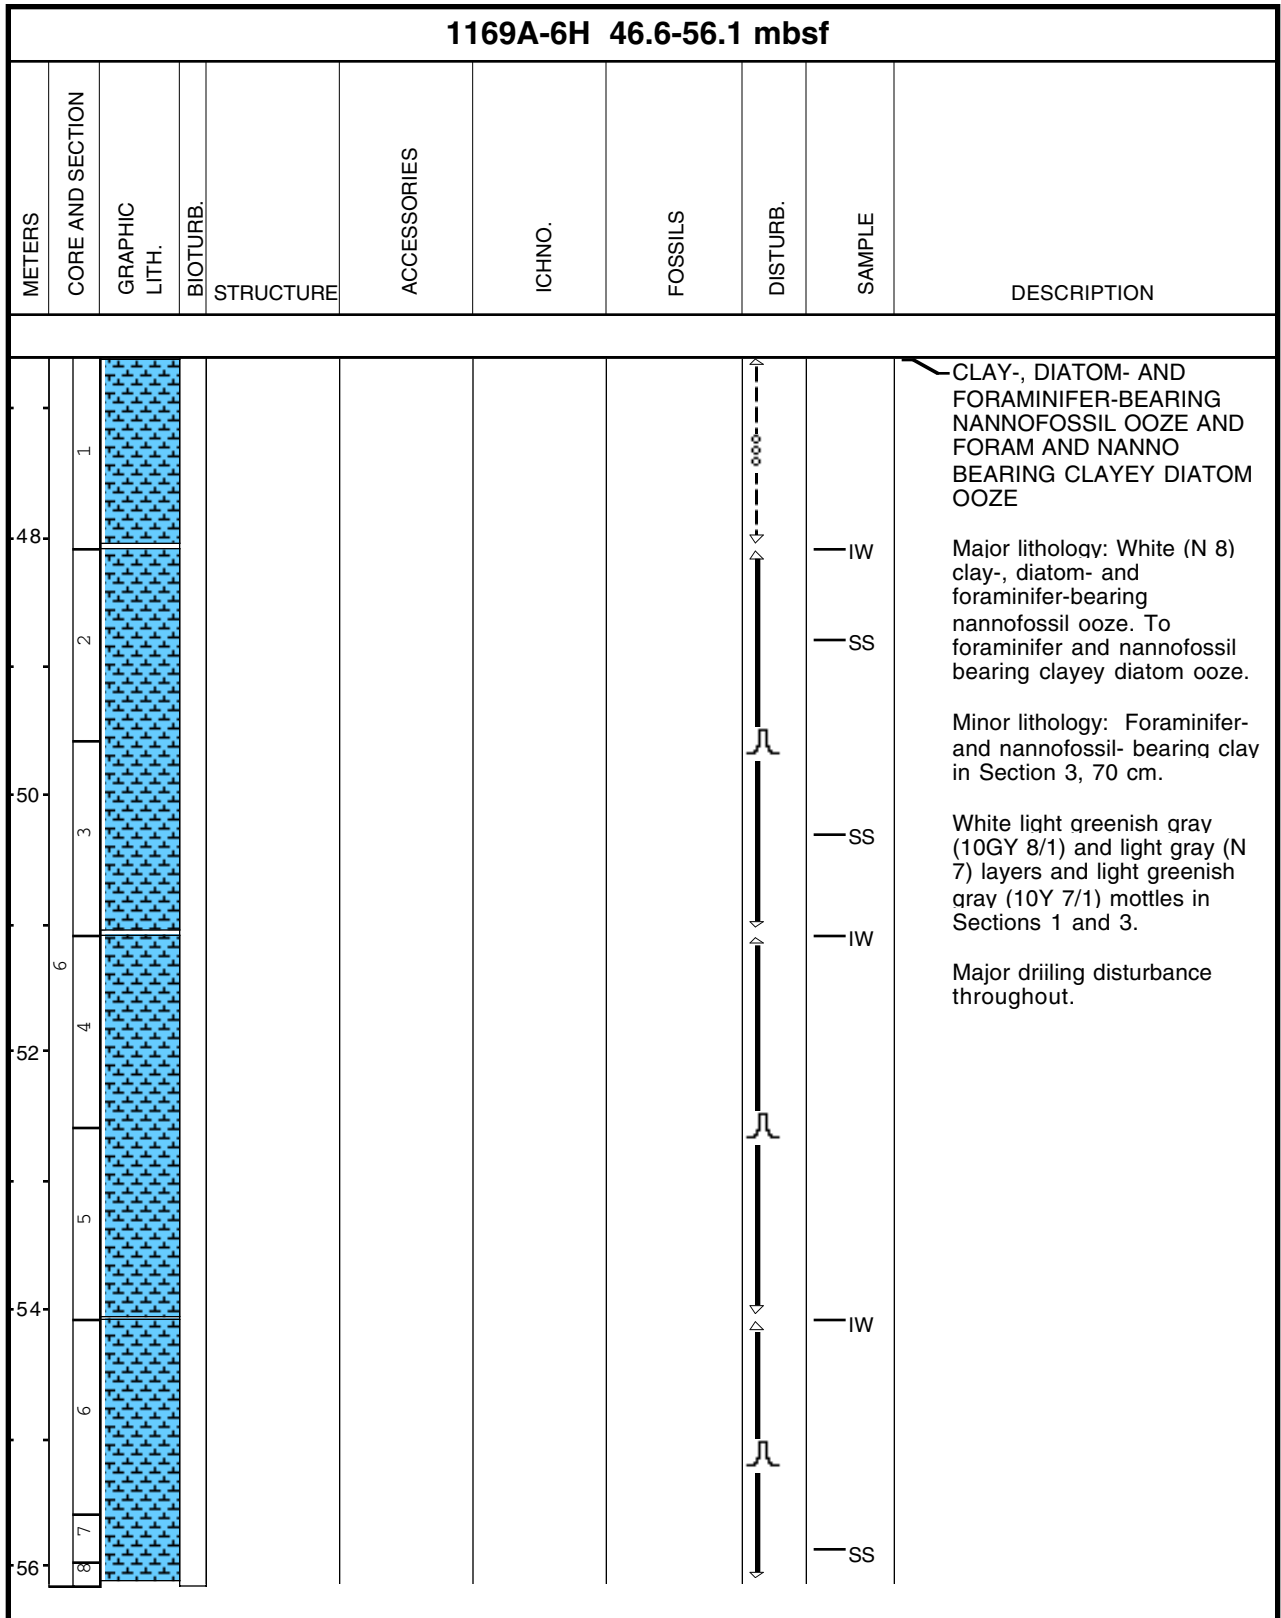 1169A-6H 46.6-56.1 mbsf
METERS
CORE AND SECTION
GRAPHIC
LITH.
BIOTURB.
STRUCTURE
ACCESSORIES
ICHNO.
FOSSILS
DISTURB.
SAMPLE
DESCRIPTION
48
50
52
54
56
6
1
2
3
4
5
6
7
8
IW
SS
SS
IW
IW
SS
CLAY-, DIATOM- AND
FORAMINIFER-BEARING
NANNOFOSSIL OOZE AND
FORAM AND NANNO
BEARING CLAYEY DIATOM
OOZE
Major lithology: White (N 8)
clay-, diatom- and
foraminifer-bearing
nannofossil ooze. To
foraminifer and nannofossil
bearing clayey diatom ooze.
Minor lithology: Foraminifer-
and nannofossil- bearing clay
in Section 3, 70 cm.
White light greenish gray
(10GY 8/1) and light gray (N
7) layers and light greenish
gray (10Y 7/1) mottles in
Sections 1 and 3.
Major driiling disturbance
throughout.